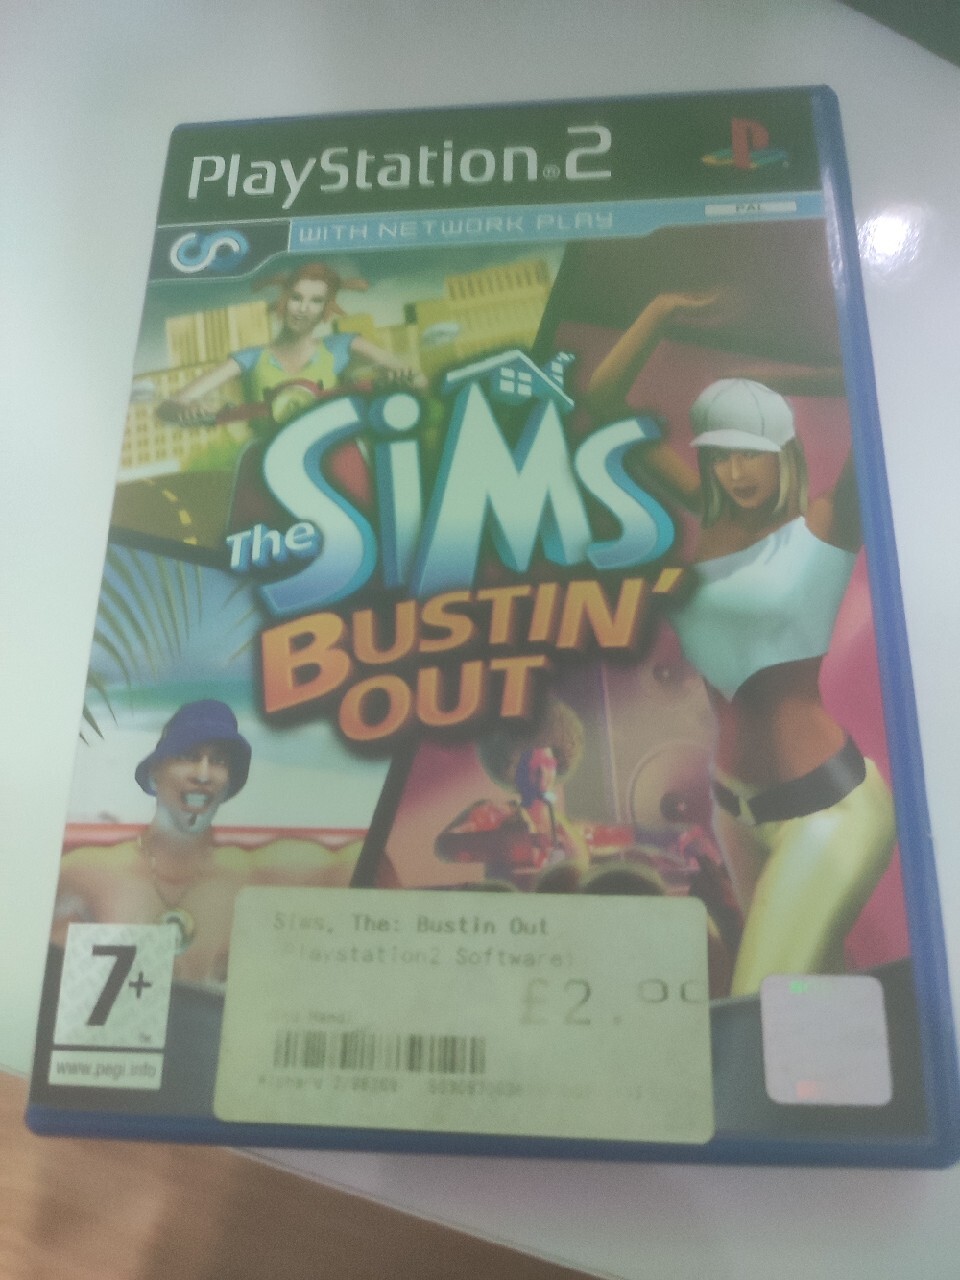 PlayStation®2
PAL
WITH NETWORK PLAY
The Sims
BUSTIN'
OUT
Sims, The: Bustin Out
Playstation2 Software
£2.00
Hand
7+
www.pegi.info